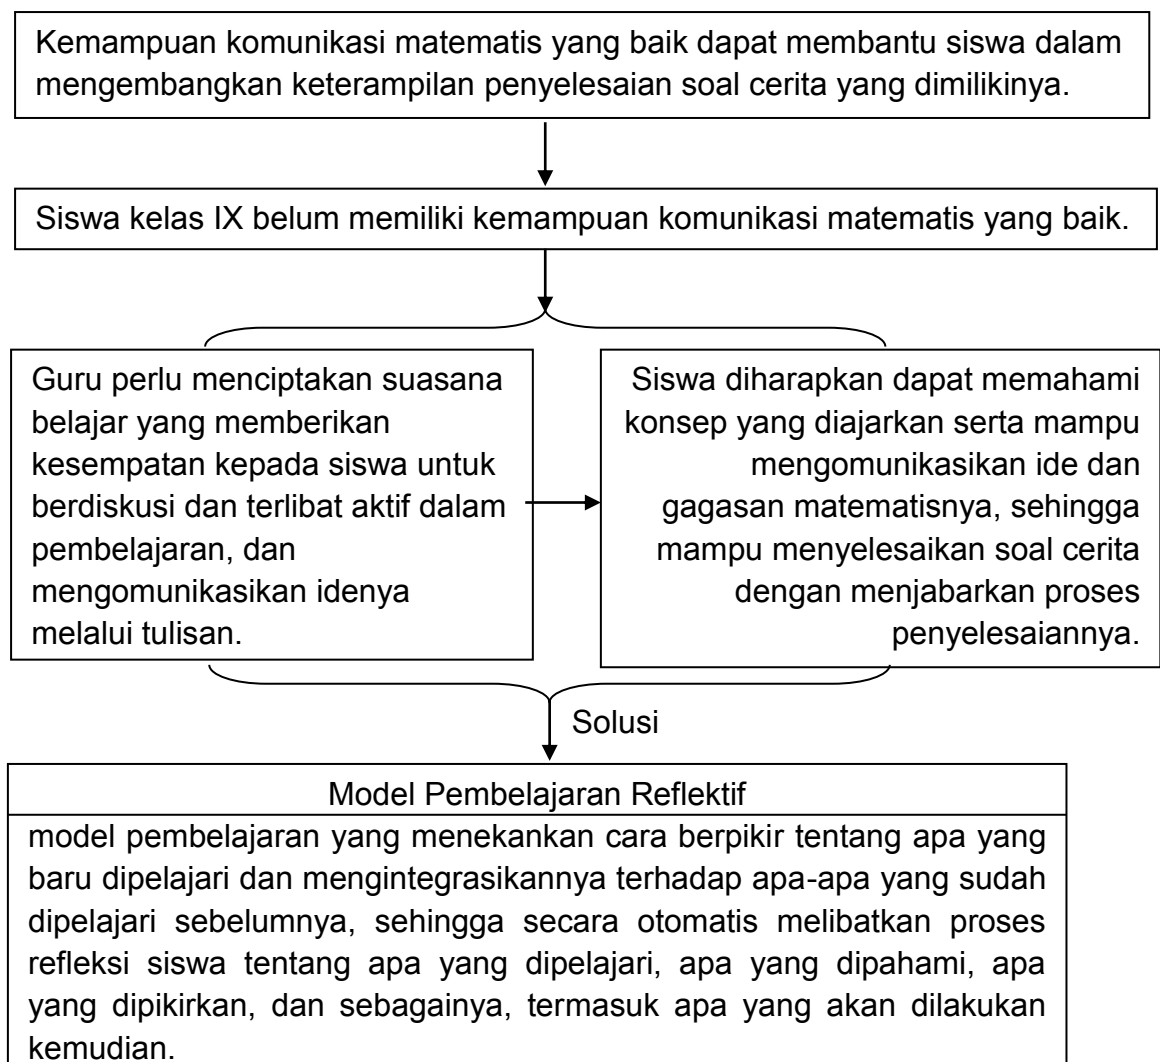 Kemampuan komunikasi matematis yang baik dapat membantu siswa dalam
mengembangkan keterampilan penyelesaian soal cerita yang dimilikinya.
Siswa kelas IX belum memiliki kemampuan komunikasi matematis yang baik.
Guru perlu menciptakan suasana
belajar yang memberikan
kesempatan kepada siswa untuk
berdiskusi dan terlibat aktif dalam
pembelajaran, dan
mengomunikasikan idenya
melalui tulisan.
Siswa diharapkan dapat memahami
konsep yang diajarkan serta mampu
mengomunikasikan ide dan
gagasan matematisnya, sehingga
mampu menyelesaikan soal cerita
dengan menjabarkan proses
penyelesaiannya.
Solusi
Model Pembelajaran Reflektif
model pembelajaran yang menekankan cara berpikir tentang apa yang
baru dipelajari dan mengintegrasikannya terhadap apa-apa yang sudah
dipelajari sebelumnya, sehingga secara otomatis melibatkan proses
refleksi siswa tentang apa yang dipelajari, apa yang dipahami, apa
yang dipikirkan, dan sebagainya, termasuk apa yang akan dilakukan
kemudian.